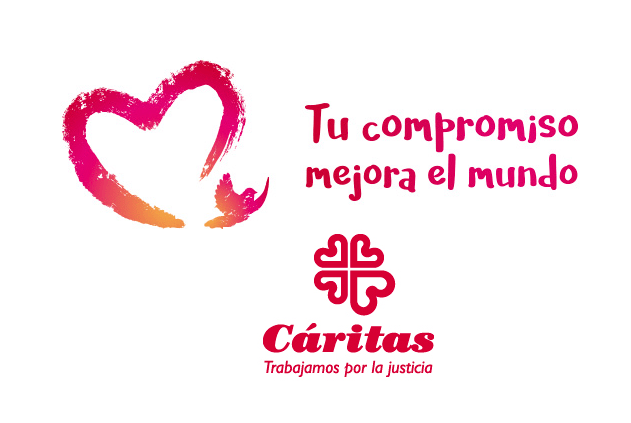 Tu compromiso
mejora el mundo
Cáritas
Trabajamos por la justicia